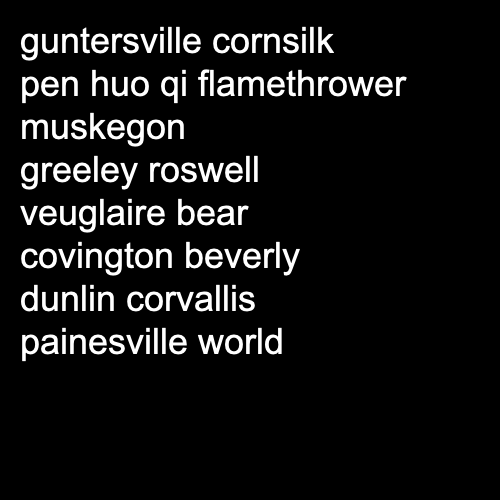 guntersville cornsilk
pen huo qi flamethrower
muskegon
greeley roswell
veuglaire bear
covington beverly
dunlin corvallis
painesville world